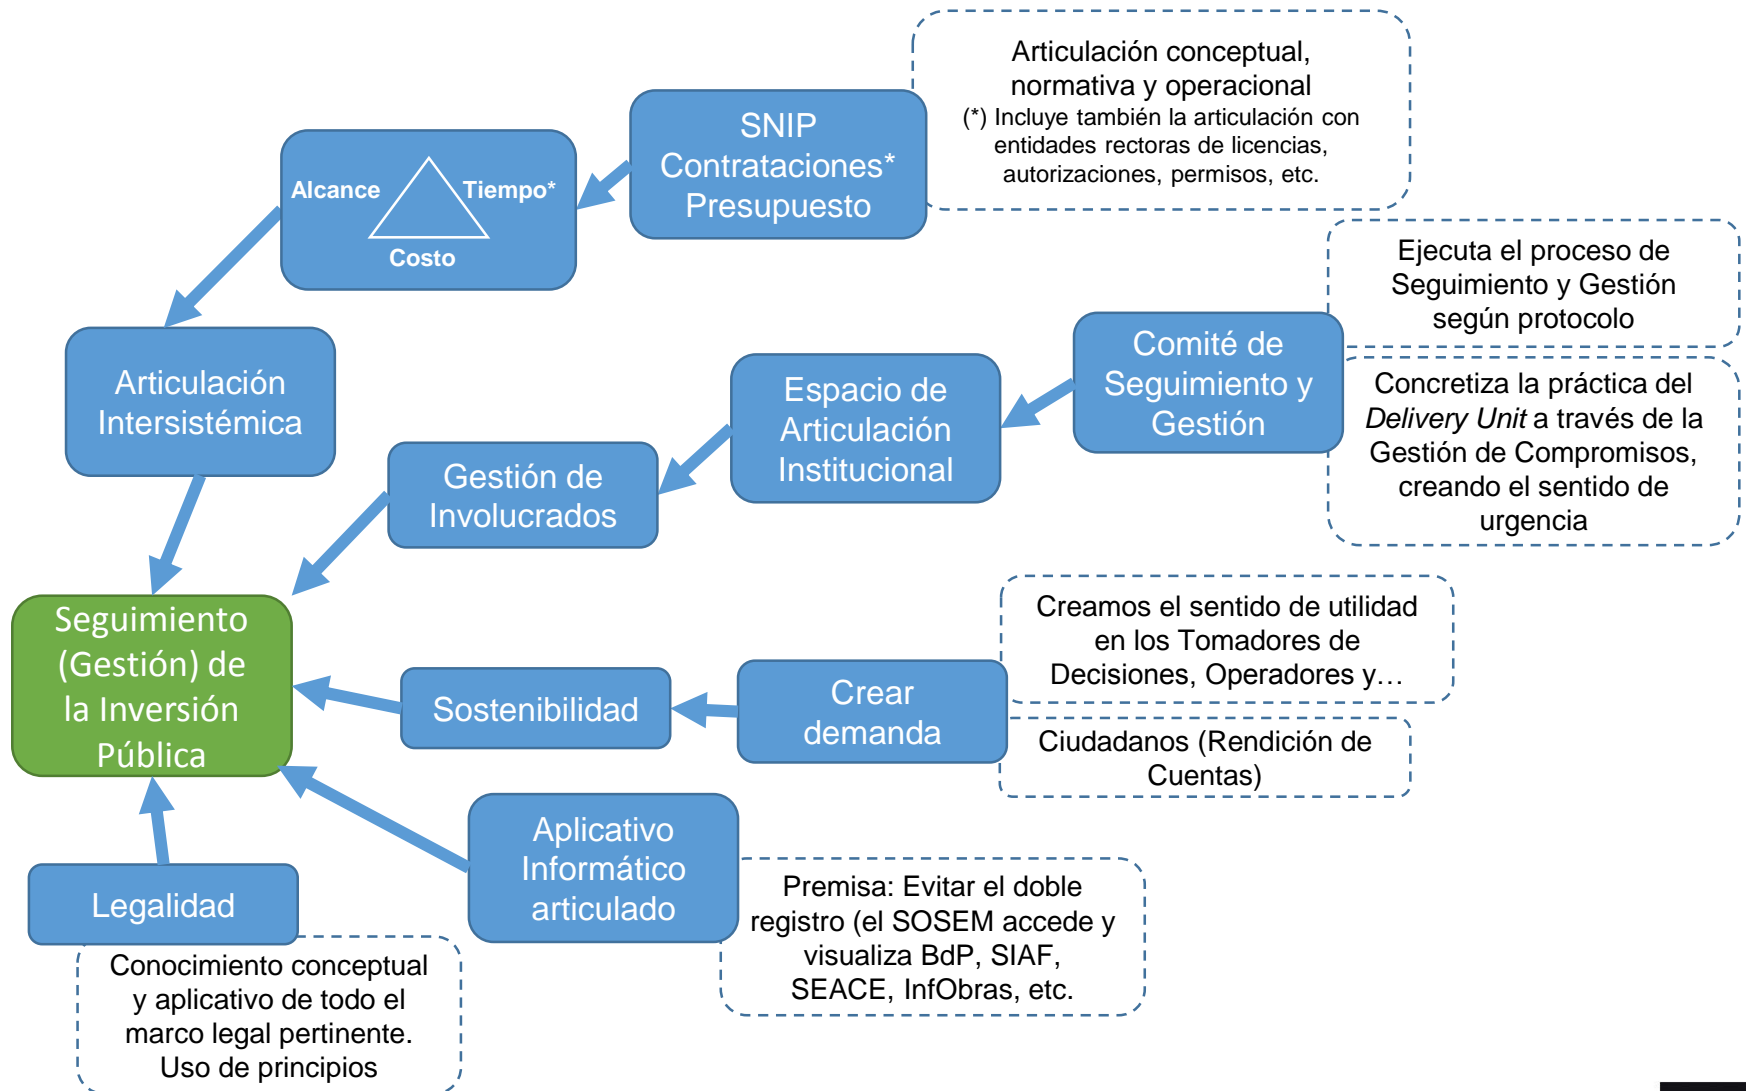 Articulación conceptual,
normativa y operacional
(*) Incluye también la articulación con
entidades rectoras de licencias,
autorizaciones, permisos, etc.
SNIP
Contrataciones*
Presupuesto
Alcance
Tiempo*
Costo
Articulación
Intersistémica
Ejecuta el proceso de
Seguimiento y Gestión
según protocolo
Comité de
Seguimiento y
Gestión
Concretiza la práctica del
Delivery Unit a través de la
Gestión de Compromisos,
creando el sentido de
urgencia
Espacio de
Articulación
Institucional
Gestión de
Involucrados
Seguimiento
(Gestión) de
la Inversión
Pública
Sostenibilidad
Crear
demanda
Creamos el sentido de utilidad
en los Tomadores de
Decisiones, Operadores y…
Ciudadanos (Rendición de
Cuentas)
Aplicativo
Informático
articulado
Premisa: Evitar el doble
registro (el SOSEM accede y
visualiza BdP, SIAF,
SEACE, InfObras, etc.
Legalidad
Conocimiento conceptual
y aplicativo de todo el
marco legal pertinente.
Uso de principios